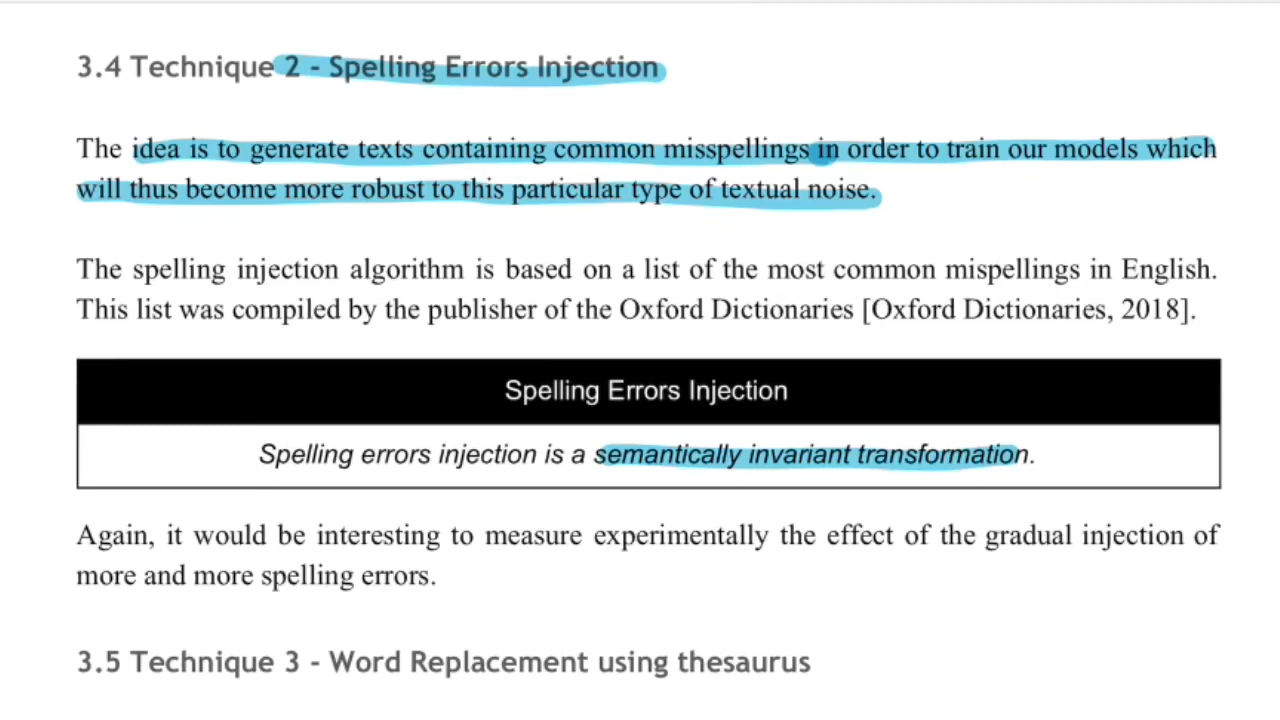 3.4 Technique 2 - Spelling Errors Injection
The idea is to generate texts containing common misspellings in order to train our models which
will thus become more robust to this particular type of textual noise.
The spelling injection algorithm is based on a list of the most common mispellings in English.
This list was compiled by the publisher of the Oxford Dictionaries [Oxford Dictionaries, 2018].
Spelling Errors Injection
Spelling errors injection is a semantically invariant transformation.
Again, it would be interesting to measure experimentally the effect of the gradual injection of
more and more spelling errors.
3.5 Technique 3 - Word Replacement using thesaurus